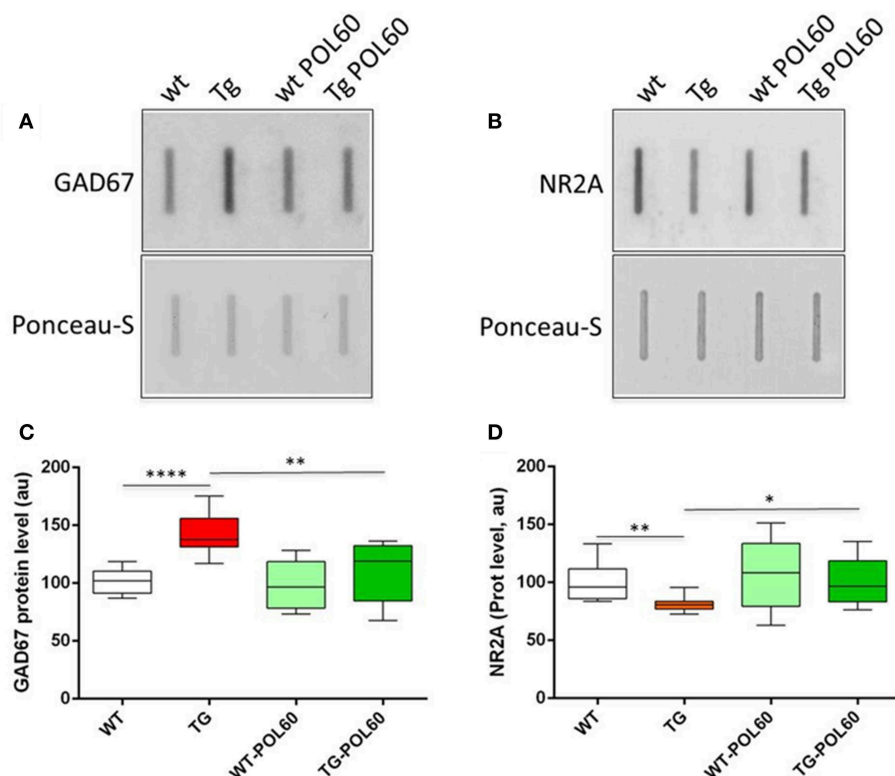 wt Tg wt POL60 Tg POL60
A
GAD67
Ponceau-S
wt Tg wt POL60 Tg POL60
B
NR2A
Ponceau-S
C
GAD67 protein level (au)
200
150
100
50
0
****
**
WT TG WT-POL60 TG-POL60
D
NR2A (Prot level, au)
200
150
100
50
0
**
*
WT TG WT-POL60 TG-POL60